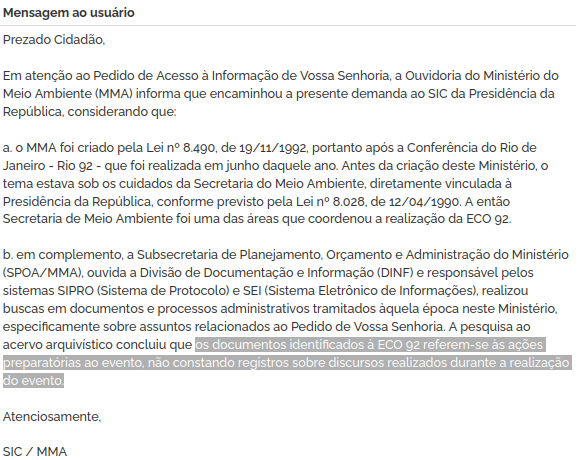 Mensagem ao usuário
Prezado Cidadão,
Em atenção ao Pedido de Acesso à Informação de Vossa Senhoria, a Ouvidoria do Ministério do
Meio Ambiente (MMA) informa que encaminhou a presente demanda ao SIC da Presidência da
República, considerando que:
a. o MMA foi criado pela Lei nº 8.490, de 19/11/1992, portanto após a Conferência do Rio de
Janeiro - Rio 92 - que foi realizada em junho daquele ano. Antes da criação deste Ministério, o
tema estava sob os cuidados da Secretaria do Meio Ambiente, diretamente vinculada à
Presidência da República, conforme previsto pela Lei nº 8.028, de 12/04/1990. A então
Secretaria de Meio Ambiente foi uma das áreas que coordenou a realização da ECO 92.
b. em complemento, a Subsecretaria de Planejamento, Orçamento e Administração do Ministério
(SPOA/MMA), ouvida a Divisão de Documentação e Informação (DINF) e responsável pelos
sistemas SIPRO (Sistema de Protocolo) e SEI (Sistema Eletrônico de Informações), realizou
buscas em documentos e processos administrativos tramitados àquela época neste Ministério,
especificamente sobre assuntos relacionados ao Pedido de Vossa Senhoria. A pesquisa ao
acervo arquivístico concluiu que os documentos identificados à ECO 92 referem-se às ações
preparatórias ao evento, não constando registros sobre discursos realizados durante a realização
do evento.
Atenciosamente,
SIC / MMA